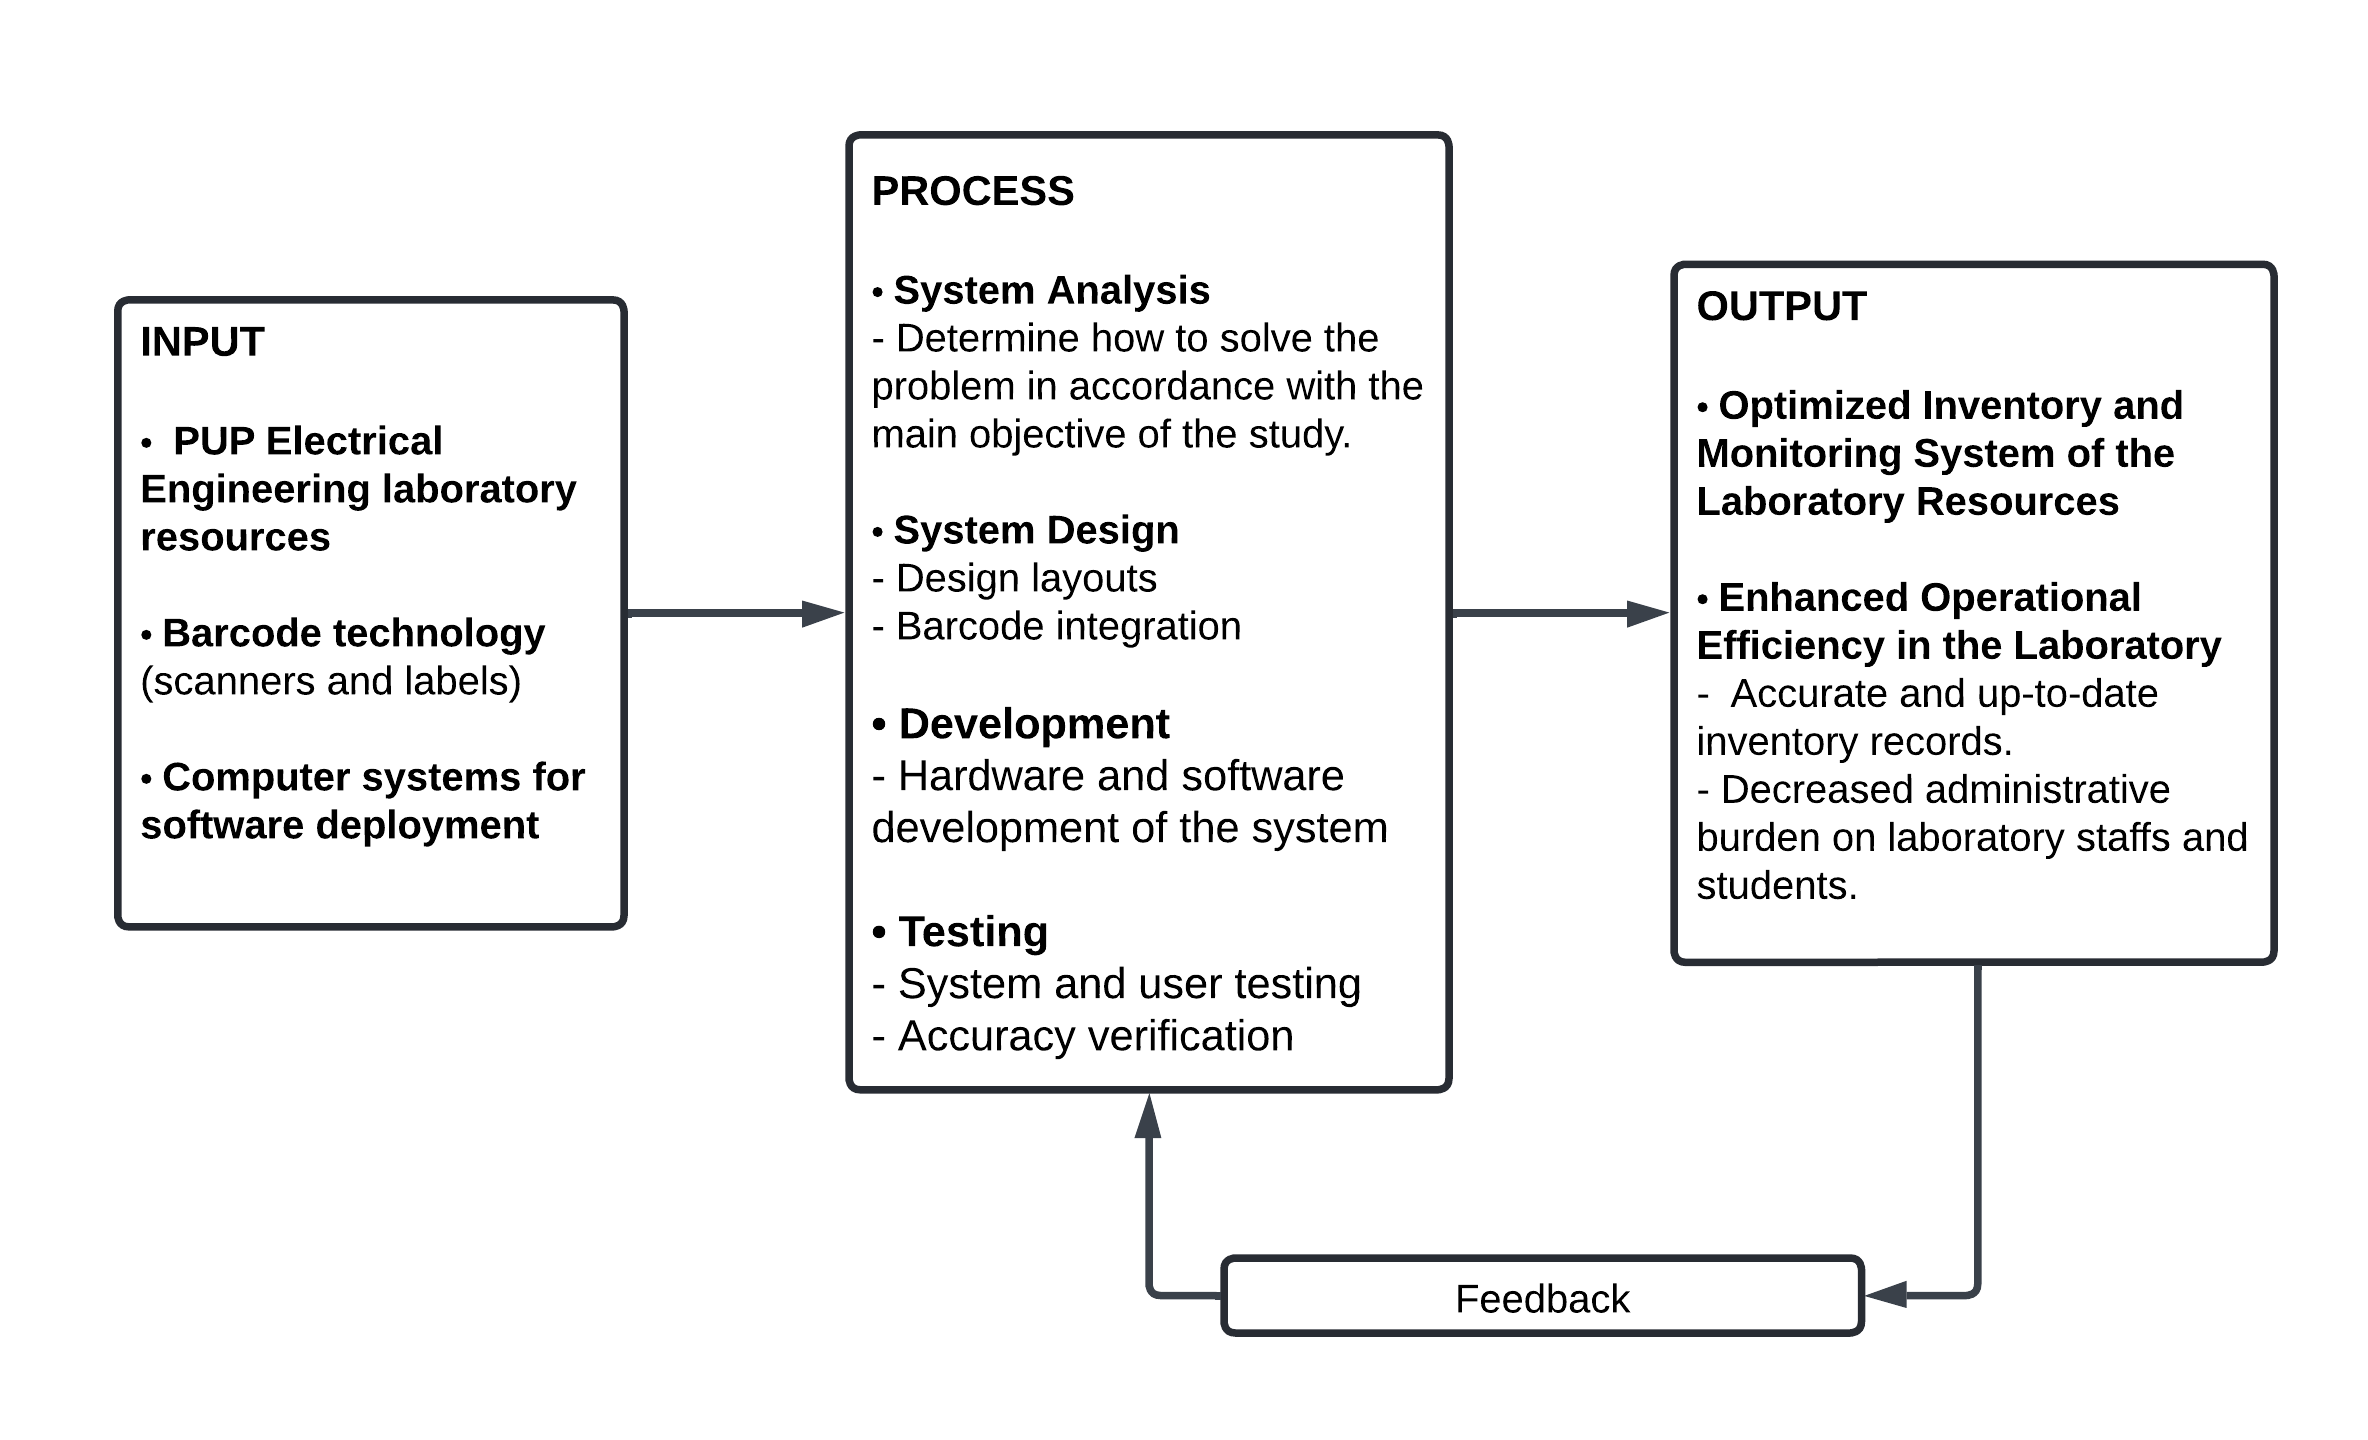 INPUT
• PUP Electrical
Engineering laboratory
resources
• Barcode technology
(scanners and labels)
• Computer systems for
software deployment
PROCESS
• System Analysis
- Determine how to solve the
problem in accordance with the
main objective of the study.
• System Design
- Design layouts
- Barcode integration
• Development
- Hardware and software
development of the system
• Testing
- System and user testing
- Accuracy verification
OUTPUT
• Optimized Inventory and
Monitoring System of the
Laboratory Resources
• Enhanced Operational
Efficiency in the Laboratory
- Accurate and up-to-date
inventory records.
- Decreased administrative
burden on laboratory staffs and
students.
Feedback